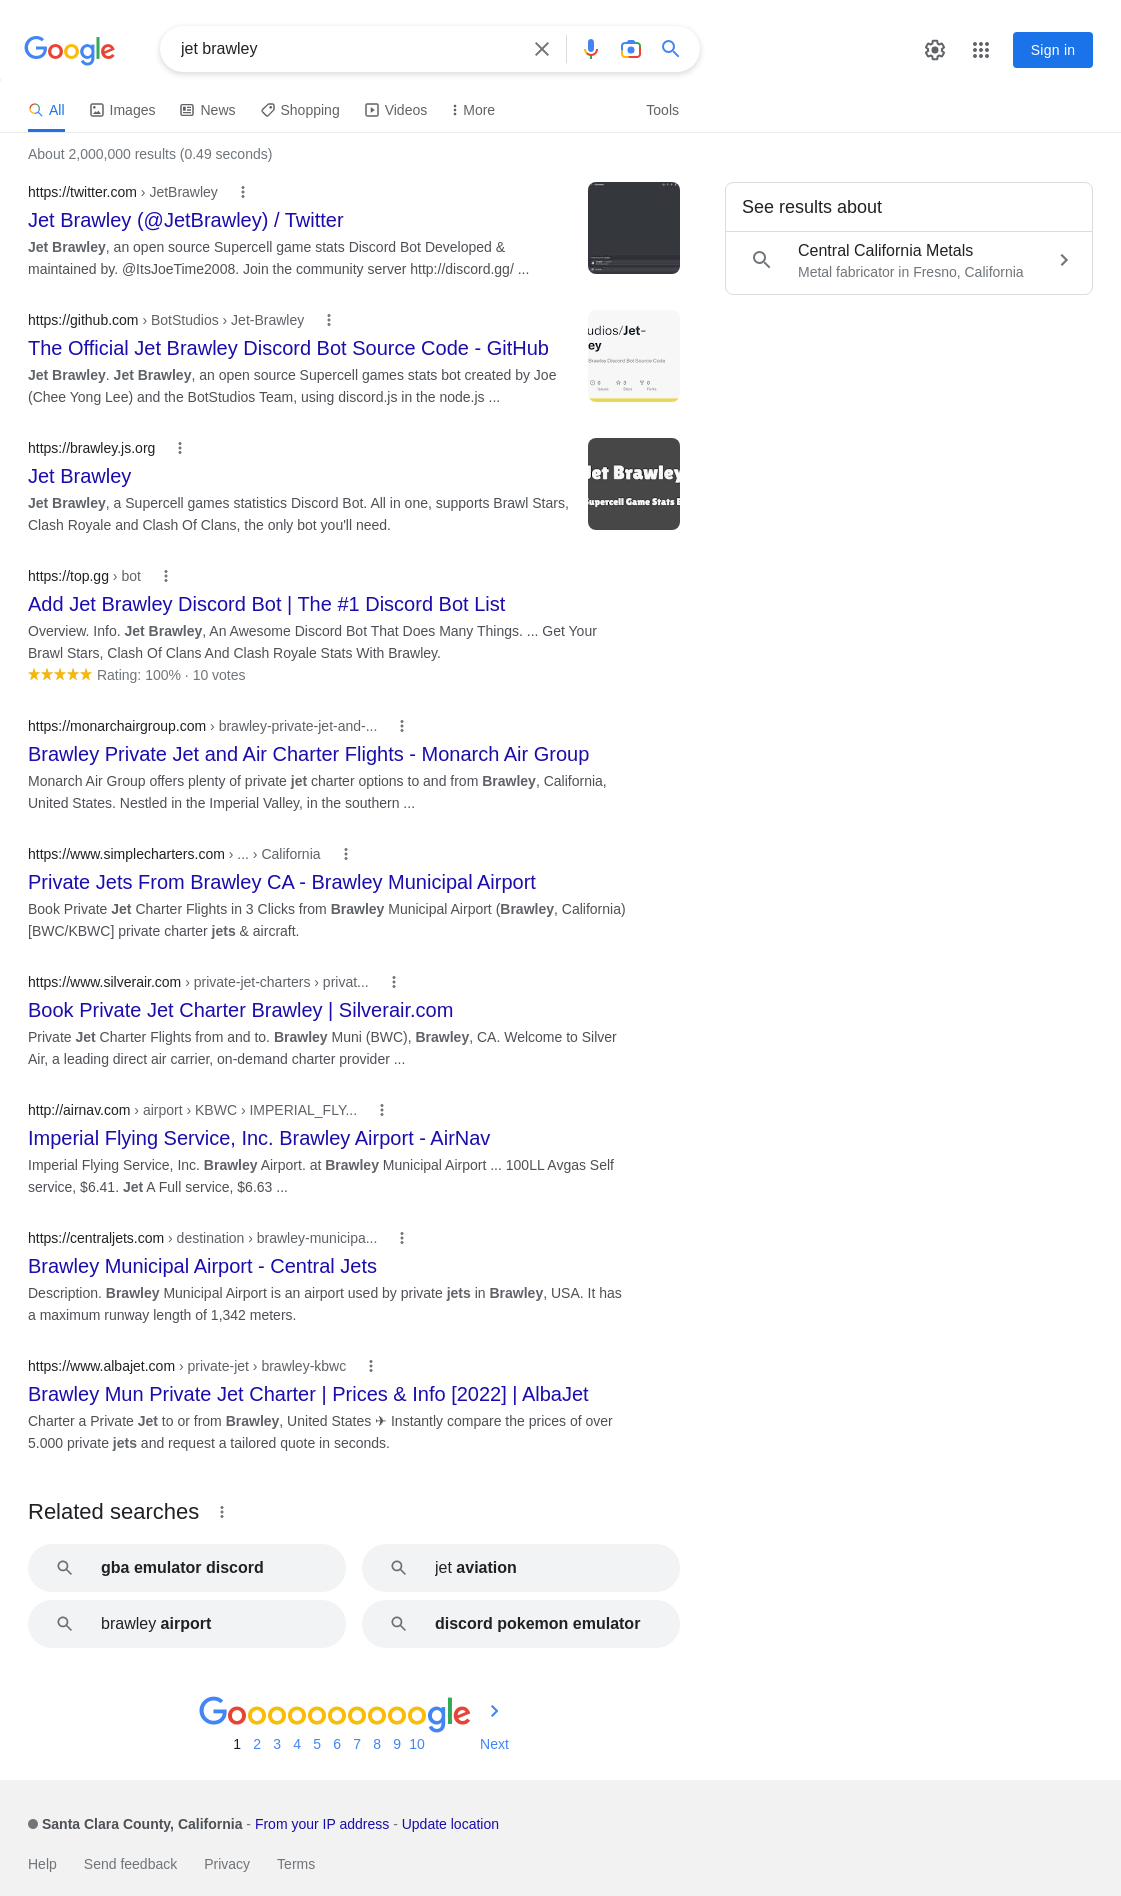 Google
jet brawley
Sign in
All
Images
News
Shopping
Videos
More
Tools
About 2,000,000 results (0.49 seconds)
https://twitter.com › JetBrawley
Jet Brawley (@JetBrawley) / Twitter
Jet Brawley, an open source Supercell game stats Discord Bot Developed &
maintained by. @ItsJoeTime2008. Join the community server http://discord.gg/ ...
See results about
Central California Metals
Metal fabricator in Fresno, California
https://github.com › BotStudios › Jet-Brawley
The Official Jet Brawley Discord Bot Source Code - GitHub
Jet Brawley. Jet Brawley, an open source Supercell games stats bot created by Joe
(Chee Yong Lee) and the BotStudios Team, using discord.js in the node.js ...
udios/Jet-
ey
Brawley Discord Bot Source Code
https://brawley.js.org
Jet Brawley
Jet Brawley, a Supercell games statistics Discord Bot. All in one, supports Brawl Stars,
Clash Royale and Clash Of Clans, the only bot you'll need.
Jet Brawley
Supercell Game Stats B
https://top.gg › bot
Add Jet Brawley Discord Bot | The #1 Discord Bot List
Overview. Info. Jet Brawley, An Awesome Discord Bot That Does Many Things. ... Get Your
Brawl Stars, Clash Of Clans And Clash Royale Stats With Brawley.
Rating: 100% · 10 votes
https://monarchairgroup.com › brawley-private-jet-and-...
Brawley Private Jet and Air Charter Flights - Monarch Air Group
Monarch Air Group offers plenty of private jet charter options to and from Brawley, California,
United States. Nestled in the Imperial Valley, in the southern ...
https://www.simplecharters.com › ... › California
Private Jets From Brawley CA - Brawley Municipal Airport
Book Private Jet Charter Flights in 3 Clicks from Brawley Municipal Airport (Brawley, California)
[BWC/KBWC] private charter jets & aircraft.
https://www.silverair.com › private-jet-charters › privat...
Book Private Jet Charter Brawley | Silverair.com
Private Jet Charter Flights from and to. Brawley Muni (BWC), Brawley, CA. Welcome to Silver
Air, a leading direct air carrier, on-demand charter provider ...
http://airnav.com › airport › KBWC › IMPERIAL_FLY...
Imperial Flying Service, Inc. Brawley Airport - AirNav
Imperial Flying Service, Inc. Brawley Airport. at Brawley Municipal Airport ... 100LL Avgas Self
service, $6.41. Jet A Full service, $6.63 ...
https://centraljets.com › destination › brawley-municipa...
Brawley Municipal Airport - Central Jets
Description. Brawley Municipal Airport is an airport used by private jets in Brawley, USA. It has
a maximum runway length of 1,342 meters.
https://www.albajet.com › private-jet › brawley-kbwc
Brawley Mun Private Jet Charter | Prices & Info [2022] | AlbaJet
Charter a Private Jet to or from Brawley, United States ✈ Instantly compare the prices of over
5.000 private jets and request a tailored quote in seconds.
Related searches
gba emulator discord
jet aviation
brawley airport
discord pokemon emulator
Goooooooooogle
1 2 3 4 5 6 7 8 9 10 Next
Santa Clara County, California - From your IP address - Update location
Help Send feedback Privacy Terms